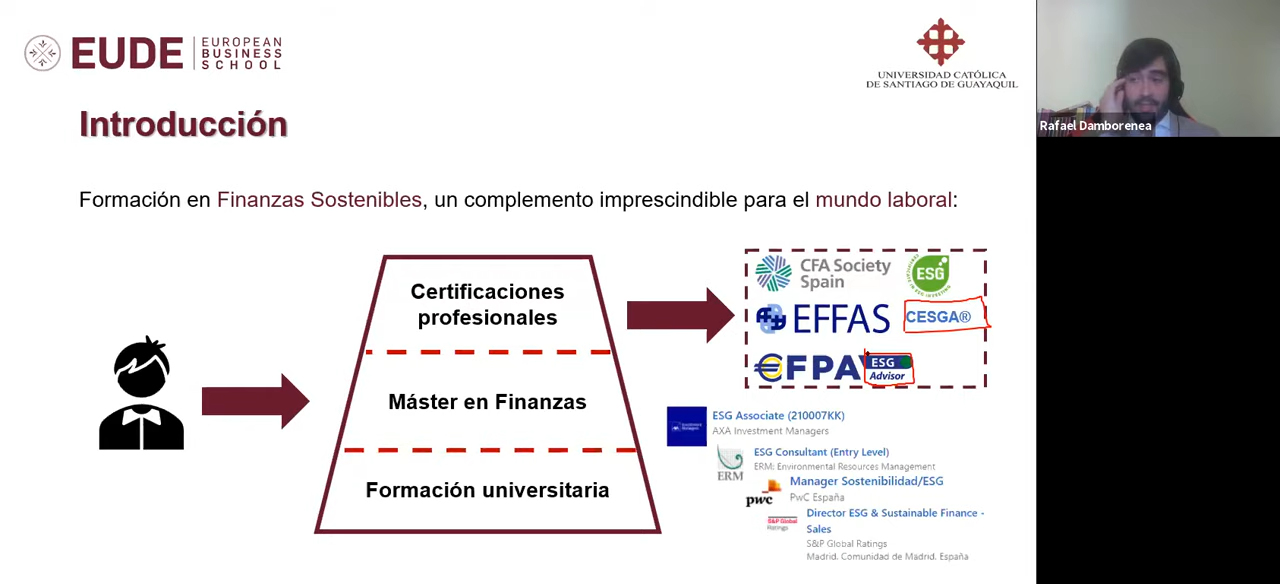 EUDE
EUROPEAN
BUSINESS
SCHOOL
UNIVERSIDAD CATÓLICA
DE SANTIAGO DE GUAYAQUIL
Rafael Damborenea
Introducción
Formación en Finanzas Sostenibles, un complemento imprescindible para el mundo laboral:
Certificaciones
profesionales
Máster en Finanzas
Formación universitaria
CFA Society
Spain
ESG
EFFAS
CESGA®
EFPA
ESG
Advisor
ESG Associate (210007KK)
AXA Investment Managers
ERM
ESG Consultant (Entry Level)
ERM: Environmental Resources Management
pwc
Manager Sostenibilidad/ESG
PwC España
S&P Global
Ratings
Director ESG & Sustainable Finance -
Sales
S&P Global Ratings
Madrid, Comunidad de Madrid, España